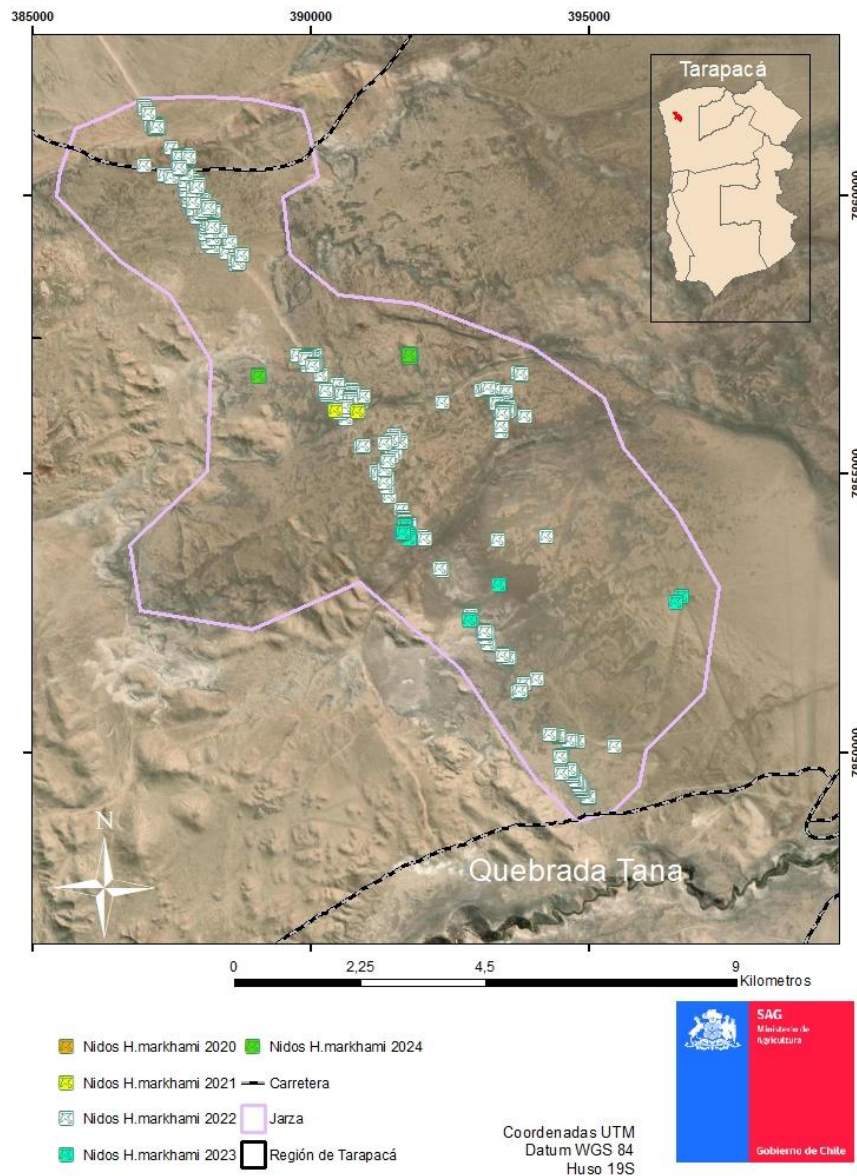 385000
390000
395000
Tarapacá
7860000
7855000
7850000
N
Quebrada Tana
0
2,25
4,5
9
Kilometros
Nidos H.markhami 2020
Nidos H.markhami 2024
Nidos H.markhami 2021
Carretera
Nidos H.markhami 2022
Jarza
Nidos H.markhami 2023
Región de Tarapacá
Coordenadas UTM
Datum WGS 84
Huso 19S
SAG
Ministerio de
Agricultura
Gobierno de Chile